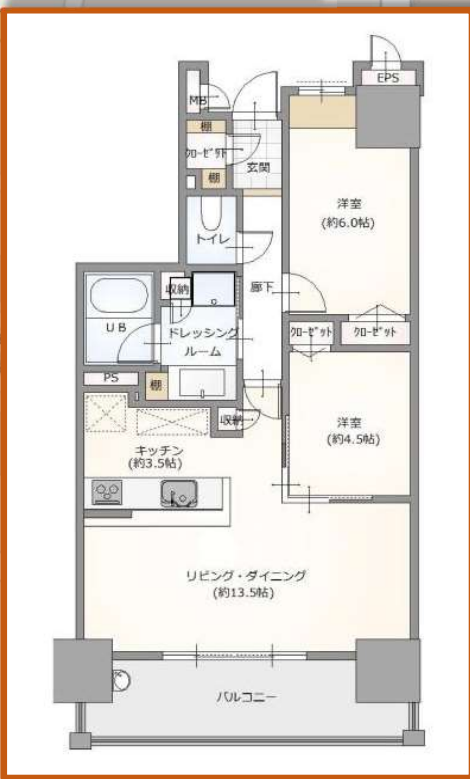 EPS
MB
棚
クローゼット
棚
玄関
洋室
(約6.0帖)
トイレ
廊下
収納
UB
ドレッシング
ルーム
クローゼット
クローゼット
PS
棚
収納
洋室
(約4.5帖)
キッチン
(約3.5帖)
リビング・ダイニング
(約13.5帖)
バルコニー